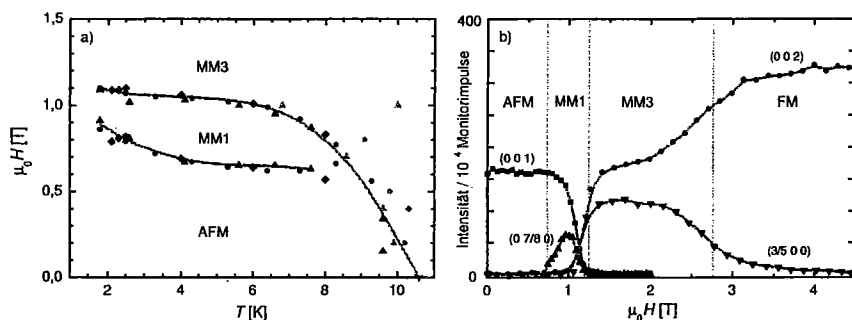 a)
MM3
MM1
AFM
1,5
1,0
0,5
0,0
μ₀H [T]
2
4
6
8
10
T [K]
b)
400
0
Intensität / 10⁴ Monitorimpulse
AFM
MM1
MM3
FM
(0 0 2)
(0 0 1)
(0 7/8 0)
(3/5 0 0)
0
1
2
3
4
μ₀H [T]